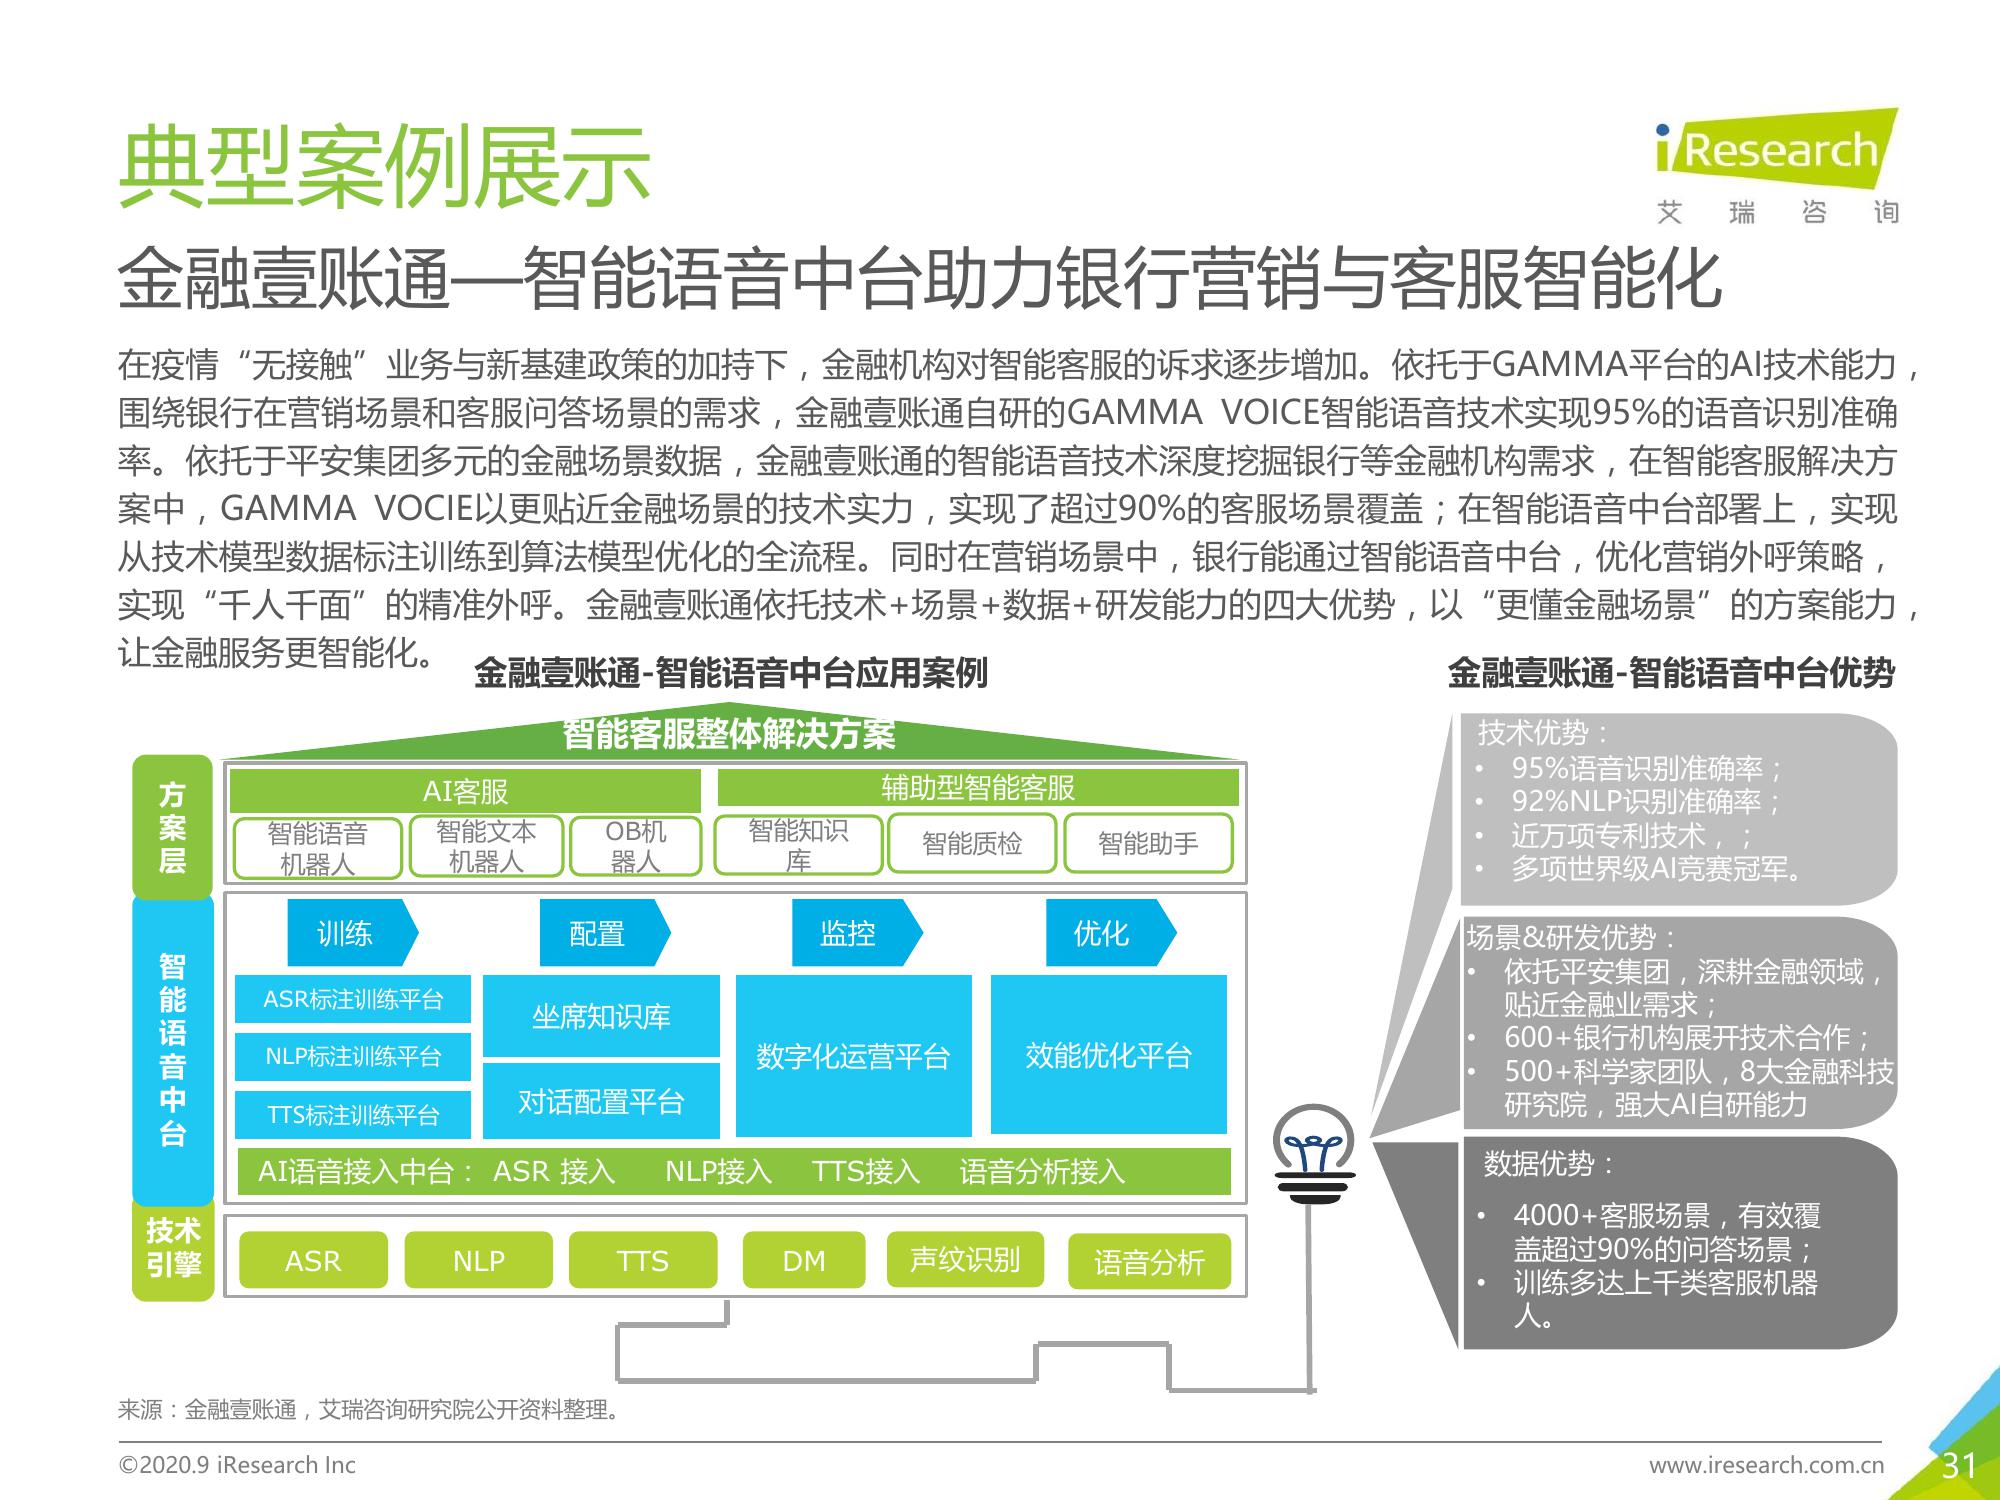 典型案例展示
iResearch
艾瑞咨询
金融壹账通—智能语音中台助力银行营销与客服智能化
在疫情“无接触”业务与新基建政策的加持下，金融机构对智能客服的诉求逐步增加。依托于GAMMA平台的AI技术能力，
围绕银行在营销场景和客服问答场景的需求，金融壹账通自研的GAMMA VOICE智能语音技术实现95%的语音识别准确
率。依托于平安集团多元的金融场景数据，金融壹账通的智能语音技术深度挖掘银行等金融机构需求，在智能客服解决方
案中，GAMMA VOCIE以更贴近金融场景的技术实力，实现了超过90%的客服场景覆盖；在智能语音中台部署上，实现
从技术模型数据标注训练到算法模型优化的全流程。同时在营销场景中，银行能通过智能语音中台，优化营销外呼策略，
实现“千人千面”的精准外呼。金融壹账通依托技术+场景+数据+研发能力的四大优势，以“更懂金融场景”的方案能力，
让金融服务更智能化。
金融壹账通-智能语音中台应用案例
智能客服整体解决方案
方案层
AI客服
辅助型智能客服
智能语音
机器人
智能文本
机器人
OB机
器人
智能知识
库
智能质检
智能助手
智能语音中台
训练
配置
监控
优化
ASR标注训练平台
NLP标注训练平台
TTS标注训练平台
坐席知识库
对话配置平台
数字化运营平台
效能优化平台
AI语音接入中台： ASR 接入 NLP接入 TTS接入 语音分析接入
技术
引擎
ASR
NLP
TTS
DM
声纹识别
语音分析
金融壹账通-智能语音中台优势
技术优势：
• 95%语音识别准确率；
• 92%NLP识别准确率；
• 近万项专利技术，；
• 多项世界级AI竞赛冠军。
场景&研发优势：
• 依托平安集团，深耕金融领域，
贴近金融业需求；
• 600+银行机构展开技术合作；
• 500+科学家团队，8大金融科技
研究院，强大AI自研能力
数据优势：
• 4000+客服场景，有效覆
盖超过90%的问答场景；
• 训练多达上千类客服机器
人。
来源：金融壹账通，艾瑞咨询研究院公开资料整理。
©2020.9 iResearch Inc
www.iresearch.com.cn
31